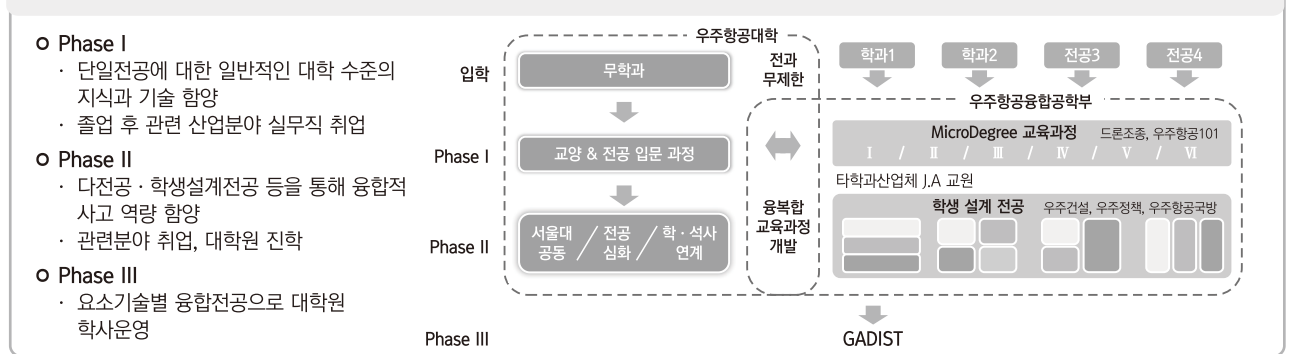 Phase I
· 단일전공에 대한 일반적인 대학 수준의
지식과 기술 함양
· 졸업 후 관련 산업분야 실무직 취업
Phase II
· 다전공 · 학생설계전공 등을 통해 융합적
사고 역량 함양
· 관련분야 취업, 대학원 진학
Phase III
· 요소기술별 융합전공으로 대학원
학사운영
입학
Phase I
Phase II
Phase III
우주항공대학
무학과
교양 & 전공 입문 과정
서울대 / 전공 / 학 · 석사
공동 심화 연계
전과
무제한
융복합
교육과정
개발
학과1 학과2 전공3 전공4
우주항공융합공학부
MicroDegree 교육과정 드론조종, 우주항공101
Ⅰ / Ⅱ / Ⅲ / Ⅳ / Ⅴ / Ⅵ
타학과산업체 J.A 교원
학생 설계 전공 우주건설, 우주정책, 우주항공국방
GADIST